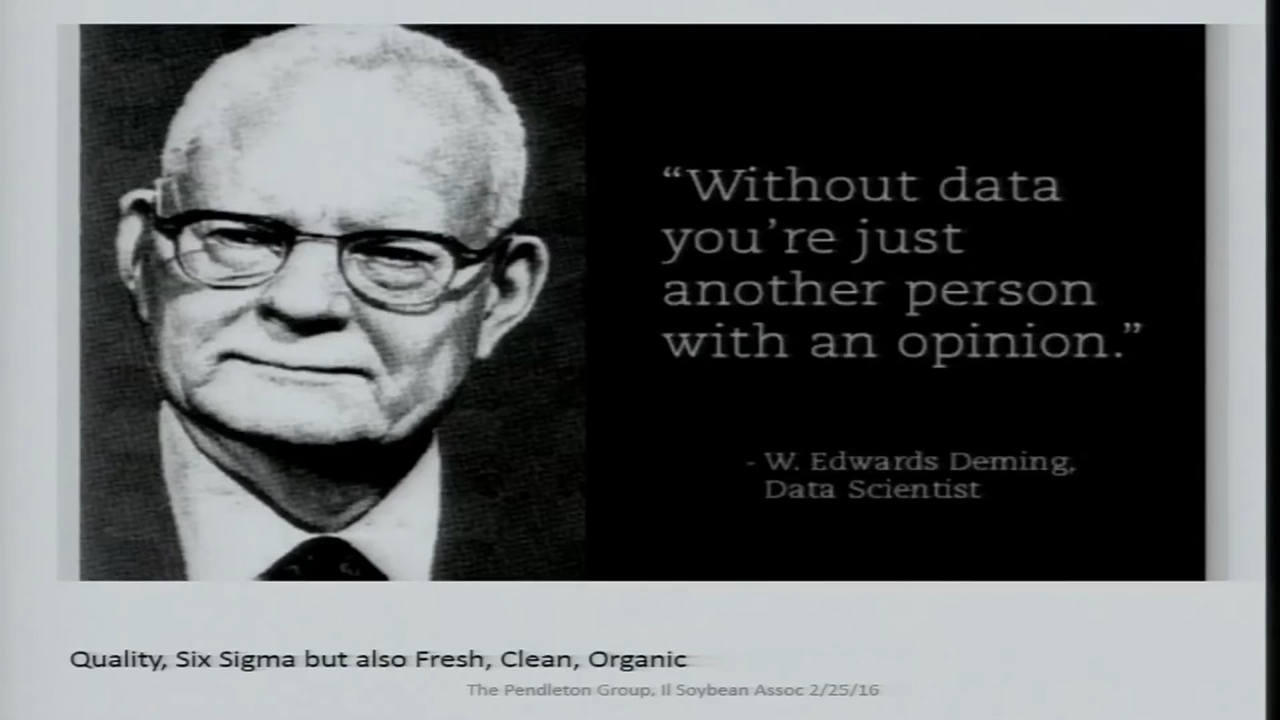 “Without data
you’re just
another person
with an opinion.”
- W. Edwards Deming,
Data Scientist
Quality, Six Sigma but also Fresh, Clean, Organic
The Pendleton Group, Il Soybean Assoc 2/25/16